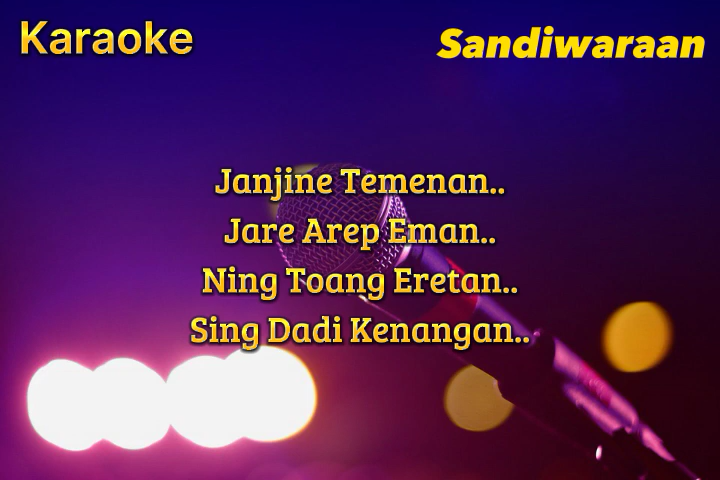 Karaoke
Sandiwaraan
Janjine Temenan..
Jare Arep Eman..
Ning Toang Eretan..
Sing Dadi Kenangan..